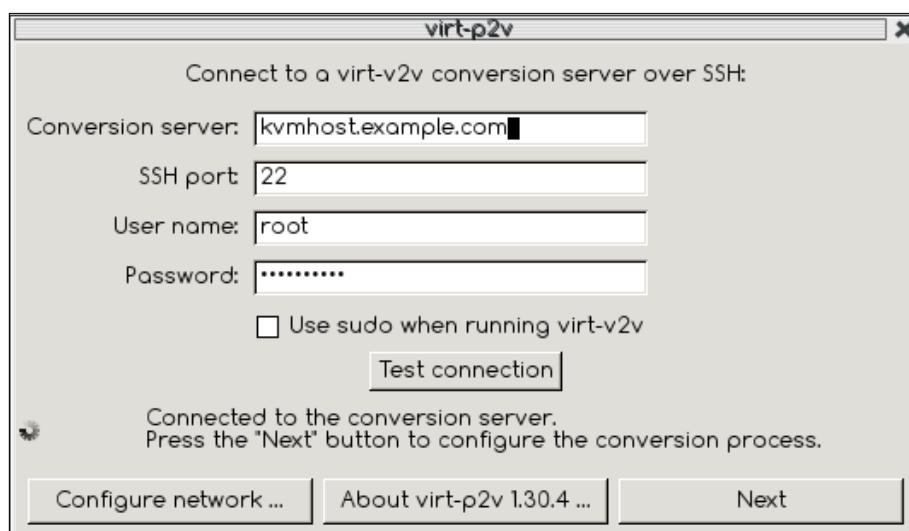 virt-p2v
Connect to a virt-v2v conversion server over SSH:
Conversion server: kvmhost.example.com
SSH port: 22
User name: root
Password: ••••••••••
Use sudo when running virt-v2v
Test connection
Connected to the conversion server.
Press the "Next" button to configure the conversion process.
Configure network ... About virt-p2v 1.30.4 ... Next